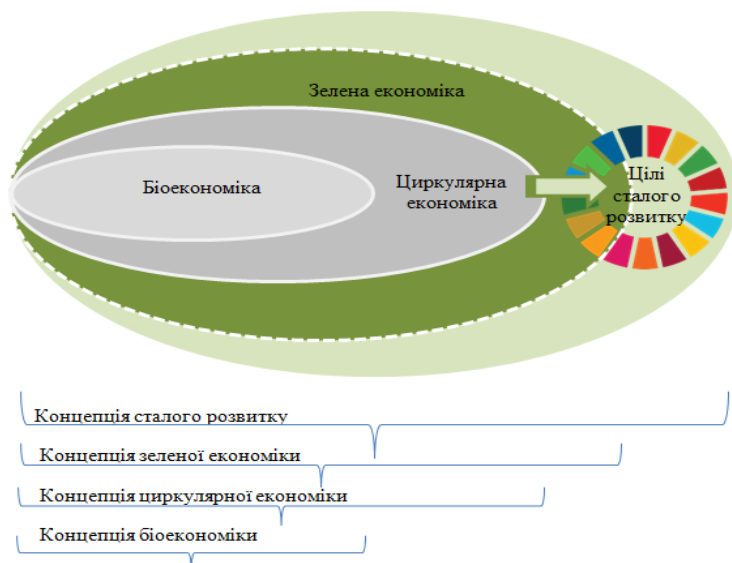 Зелена економіка
Біоекономіка
Циркулярна
економіка
Цілі
сталого
розвитку
Концепція сталого розвитку
Концепція зеленої економіки
Концепція циркулярної економіки
Концепція біоекономіки